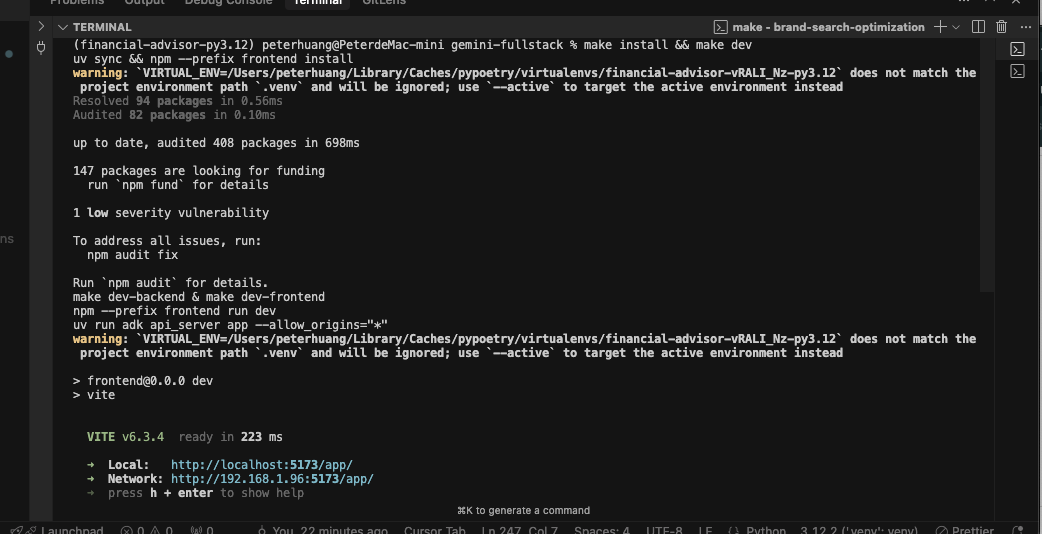 Problems Output Debug Console Terminal GitLens
TERMINAL
make - brand-search-optimization
(financial-advisor-py3.12) peterhuang@PeterdeMac-mini gemini-fullstack % make install && make dev
uv sync && npm --prefix frontend install
warning: `VIRTUAL_ENV=/Users/peterhuang/Library/Caches/pypoetry/virtualenvs/financial-advisor-vRALI_Nz-py3.12` does not match the
project environment path `.venv` and will be ignored; use `--active` to target the active environment instead
Resolved 94 packages in 0.56ms
Audited 82 packages in 0.10ms
up to date, audited 408 packages in 698ms
147 packages are looking for funding
run `npm fund` for details
1 low severity vulnerability
ns
To address all issues, run:
npm audit fix
Run `npm audit` for details.
make dev-backend & make dev-frontend
npm --prefix frontend run dev
uv run adk api_server app --allow_origins="*"
warning: `VIRTUAL_ENV=/Users/peterhuang/Library/Caches/pypoetry/virtualenvs/financial-advisor-vRALI_Nz-py3.12` does not match the
project environment path `.venv` and will be ignored; use `--active` to target the active environment instead
> frontend@0.0.0 dev
> vite
VITE v6.3.4 ready in 223 ms
➜ Local: http://localhost:5173/app/
➜ Network: http://192.168.1.96:5173/app/
➜ press h + enter to show help
⌘K to generate a command
Launchpad 0 0 0 You, 22 minutes ago Cursor Tab Ln 247, Col 7 Spaces: 4 UTF-8 LF {} Python 3.12.2 ('.venv': venv) Prettier